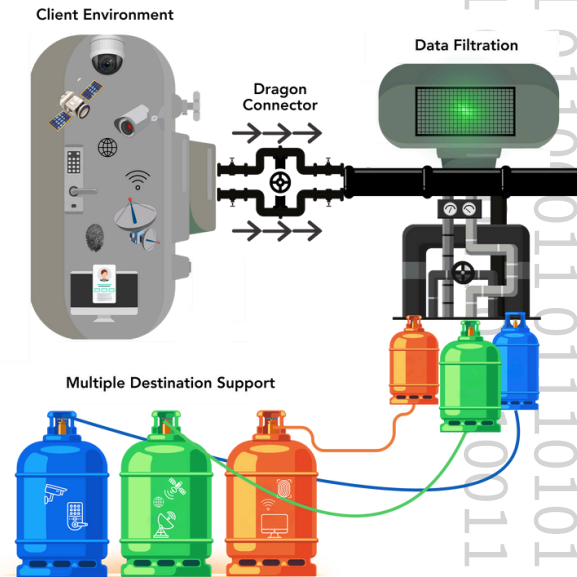 Client Environment
Data Filtration
Dragon
Connector
Multiple Destination Support